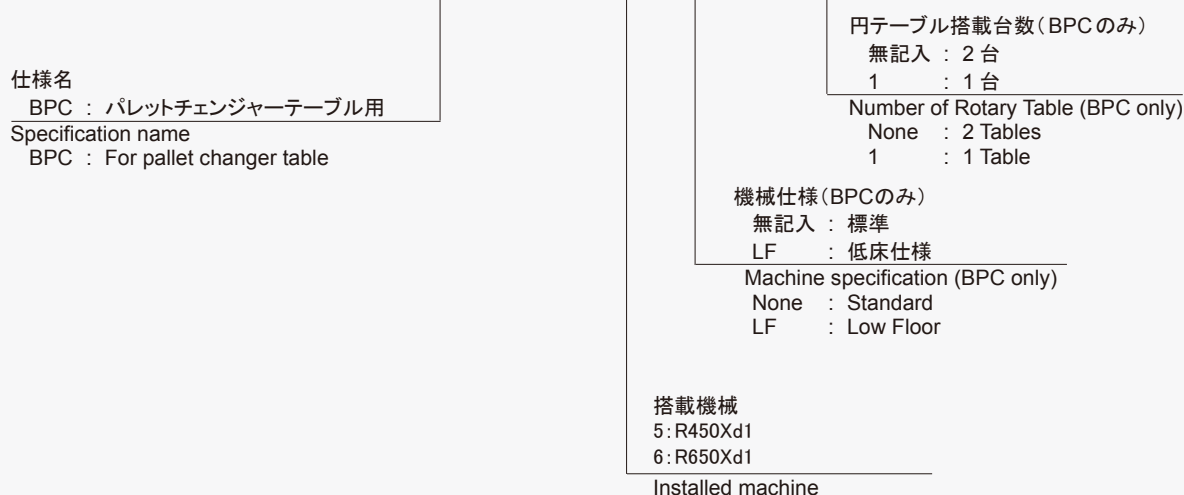 円テーブル搭載台数(BPCのみ)
無記入 : 2 台
1 : 1 台
Number of Rotary Table (BPC only)
None : 2 Tables
1 : 1 Table
仕様名
BPC : パレットチェンジャーテーブル用
Specification name
BPC : For pallet changer table
機械仕様(BPCのみ)
無記入 : 標準
LF : 低床仕様
Machine specification (BPC only)
None : Standard
LF : Low Floor
搭載機械
5:R450Xd1
6:R650Xd1
Installed machine